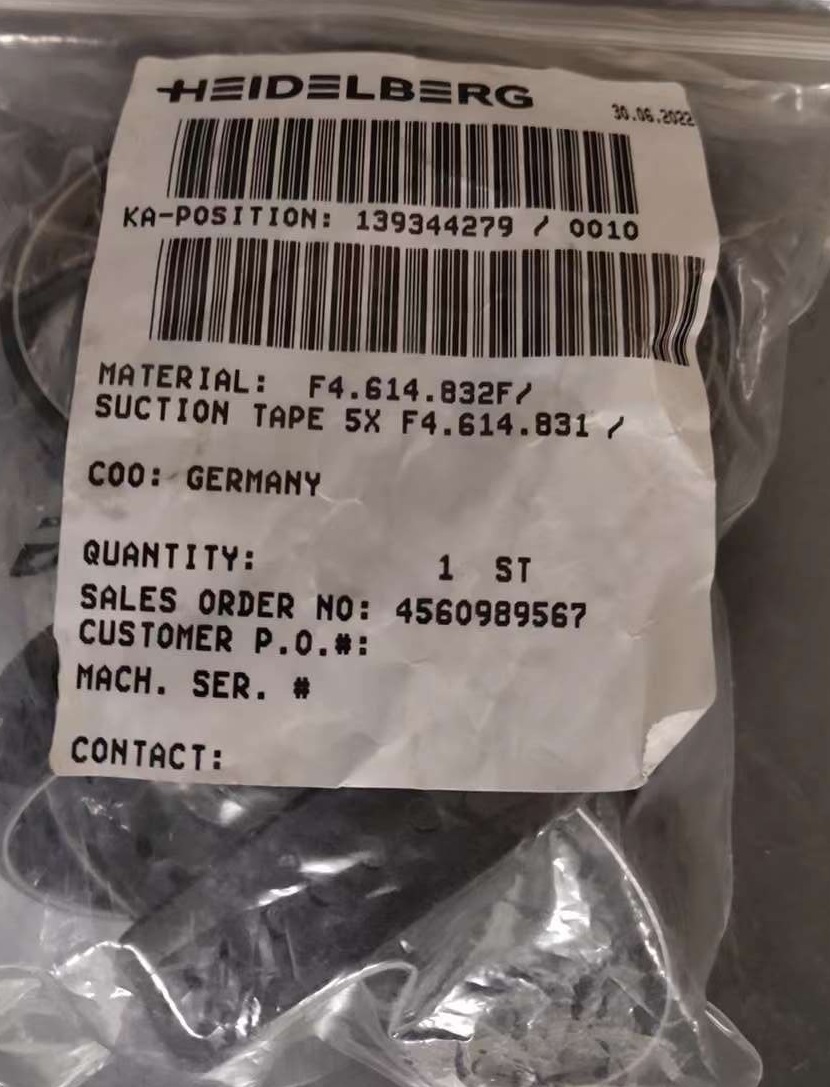 HEIDELBERG
30.06.2022
KA-POSITION: 139344279 / 0010
MATERIAL: F4.614.832F/
SUCTION TAPE 5X F4.614.831 /
COO: GERMANY
QUANTITY: 1 ST
SALES ORDER NO: 4560989567
CUSTOMER P.O.#:
MACH. SER. #
CONTACT: